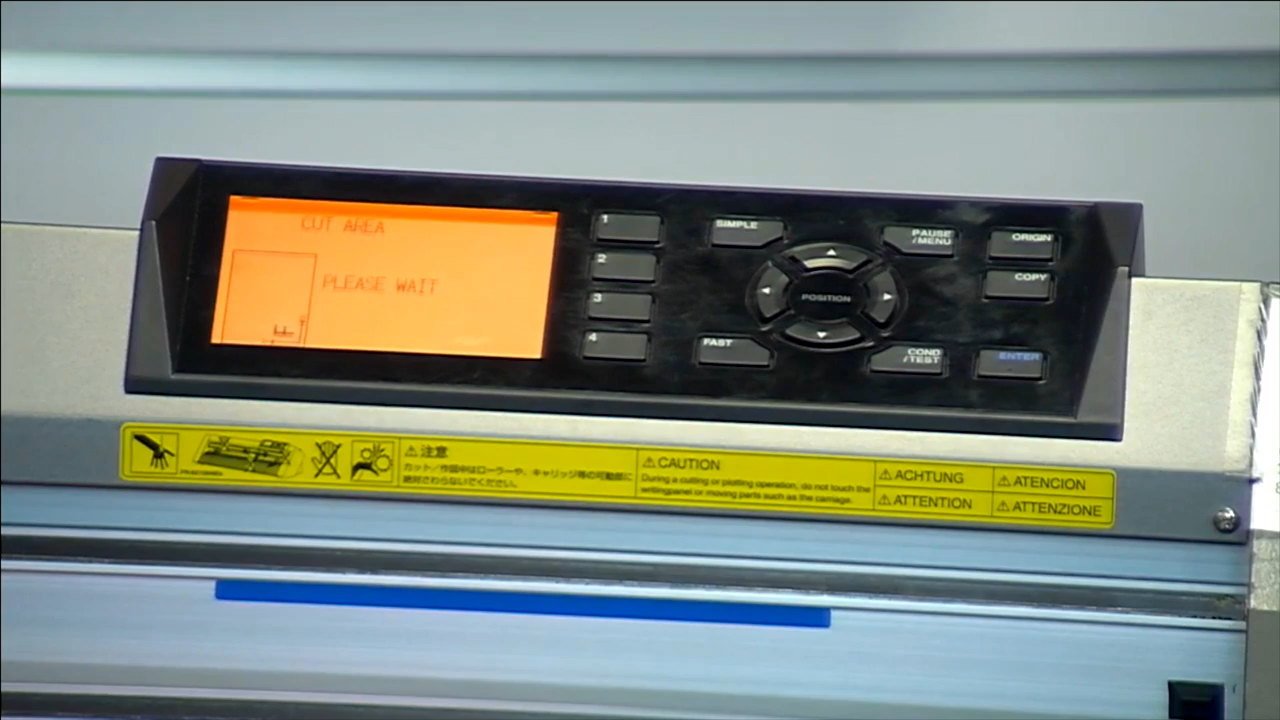 CUT AREA
PLEASE WAIT
1
2
3
4
SIMPLE
PAUSE
/MENU
ORIGIN
COPY
POSITION
FAST
COND
/TEST
ENTER
⚠注意
カット／作図中はローラーや、キャリッジ等の可動部に
絶対さわらないでください。
⚠CAUTION
During a cutting or plotting operation, do not touch the
writingpanel or moving parts such as the carriage.
⚠ACHTUNG
⚠ATENCION
⚠ATTENTION
⚠ATTENZIONE